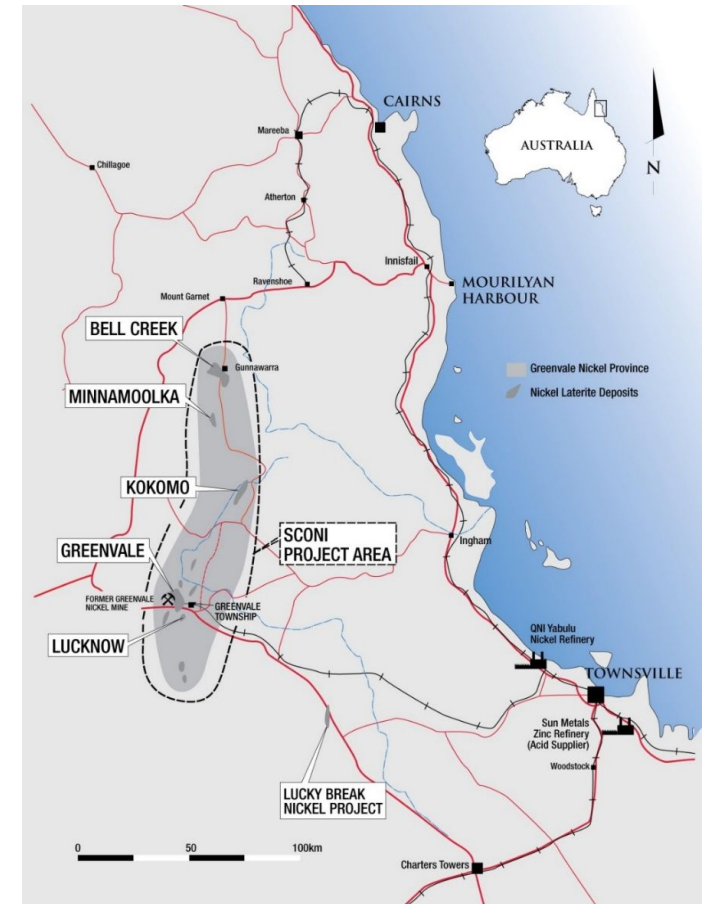 CAIRNS
Mareeba
Chillagoe
AUSTRALIA
N
Atherton
Innisfail
Ravenshoe
MOURILYAN
HARBOUR
Mount Garnet
BELL CREEK
Gunnawarra
Greenvale Nickel Province
MINNAMOOLKA
Nickel Laterite Deposits
KOKOMO
SCONI
PROJECT AREA
Ingham
GREENVALE
FORMER GREENVALE
NICKEL MINE
GREENVALE
TOWNSHIP
LUCKNOW
QNI Yabulu
Nickel Refinery
TOWNSVILLE
Sun Metals
Zinc Refinery
(Acid Supplier)
Woodstock
LUCKY BREAK
NICKEL PROJECT
0 50 100km
Charters Towers